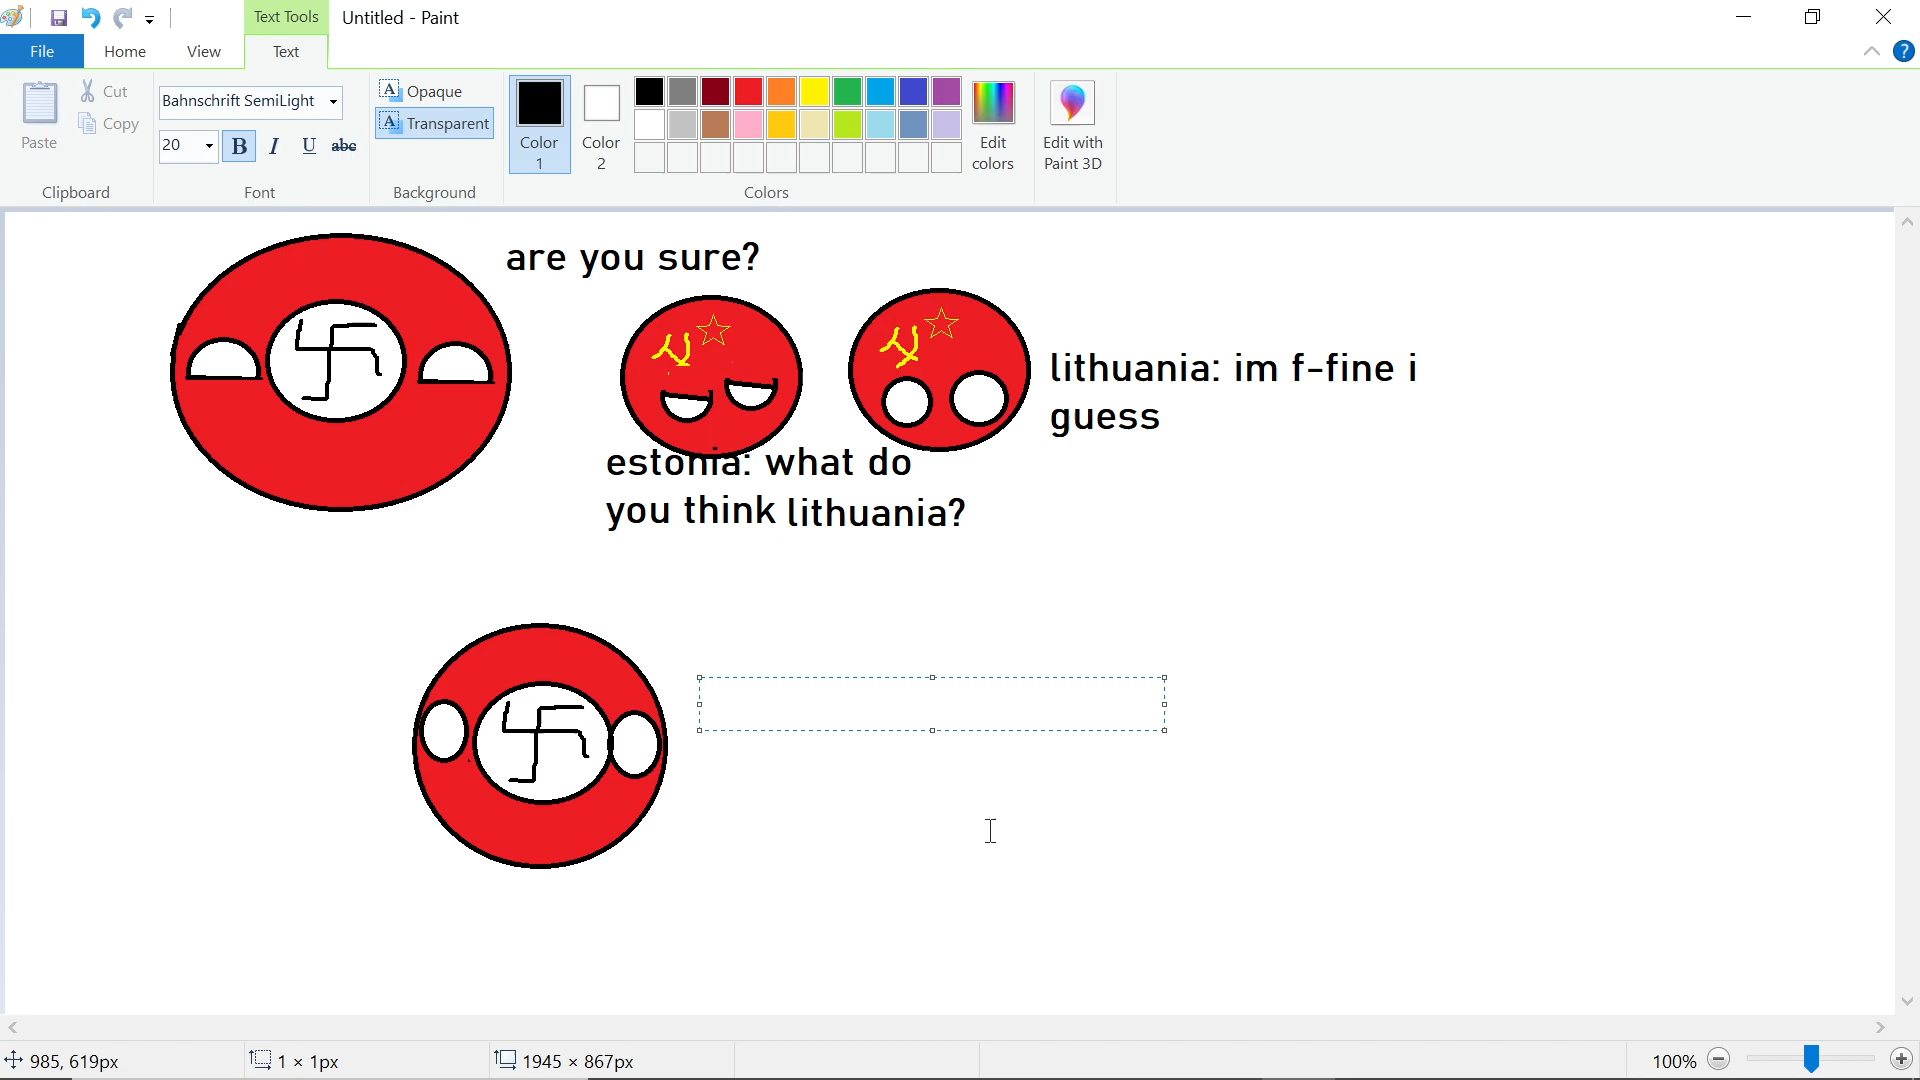 Text Tools
Untitled - Paint
File
Home
View
Text
Paste
Cut
Copy
Clipboard
Bahnschrift SemiLight
20
B
I
U
abc
Font
A Opaque
A Transparent
Background
Color
1
Color
2
Colors
Edit
colors
Edit with
Paint 3D
?
are you sure?
lithuania: im f-fine i
guess
estonia: what do
you think lithuania?
985, 619px
1 × 1px
1945 × 867px
100%